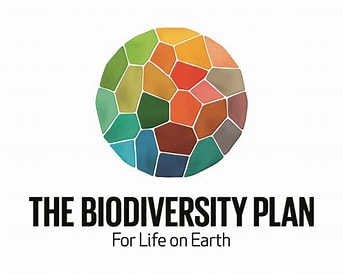 THE BIODIVERSITY PLAN
For Life on Earth